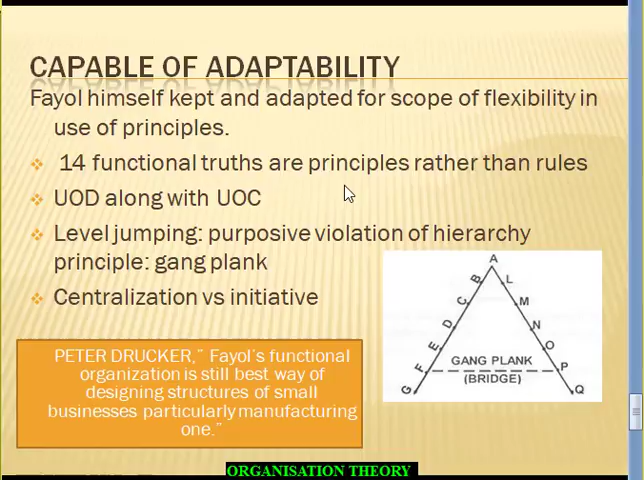 CAPABLE OF ADAPTABILITY
Fayol himself kept and adapted for scope of flexibility in
use of principles.
14 functional truths are principles rather than rules
UOD along with UOC
Level jumping: purposive violation of hierarchy
principle: gang plank
Centralization vs initiative
A
B L
C M
D N
E O
F GANG PLANK P
(BRIDGE)
G Q
PETER DRUCKER,” Fayol's functional
organization is still best way of
designing structures of small
businesses particularly manufacturing
one.”
ORGANISATION THEORY